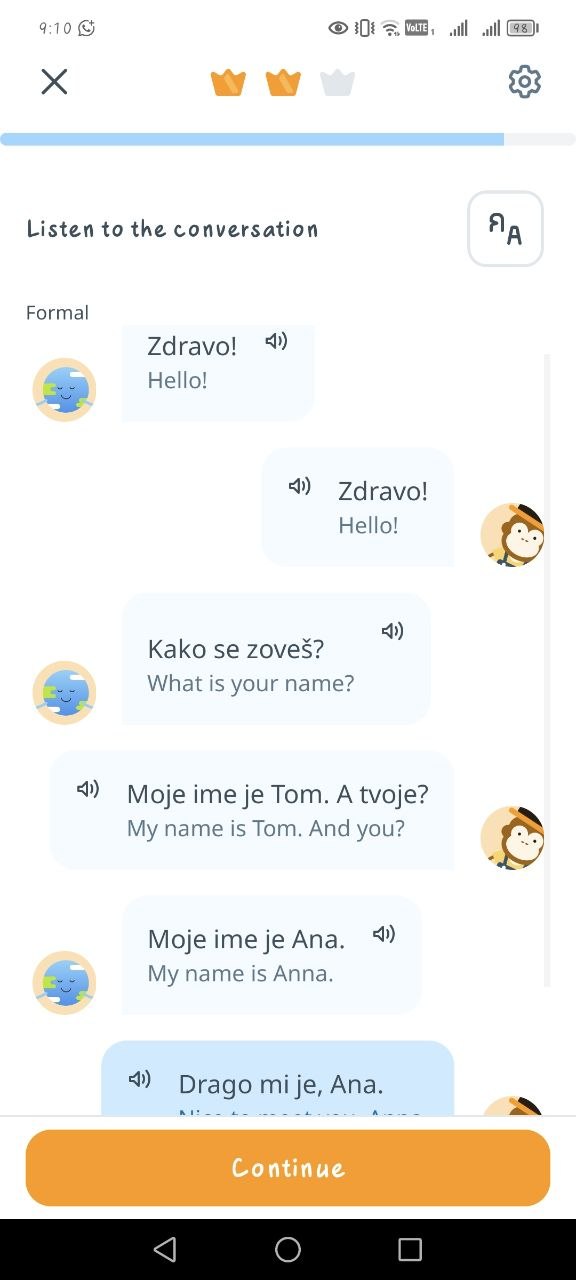 9:10
VoLTE 1
98
Listen to the conversation
Formal
Zdravo!
Hello!
Zdravo!
Hello!
Kako se zoveš?
What is your name?
Moje ime je Tom. A tvoje?
My name is Tom. And you?
Moje ime je Ana.
My name is Anna.
Drago mi je, Ana.
Continue